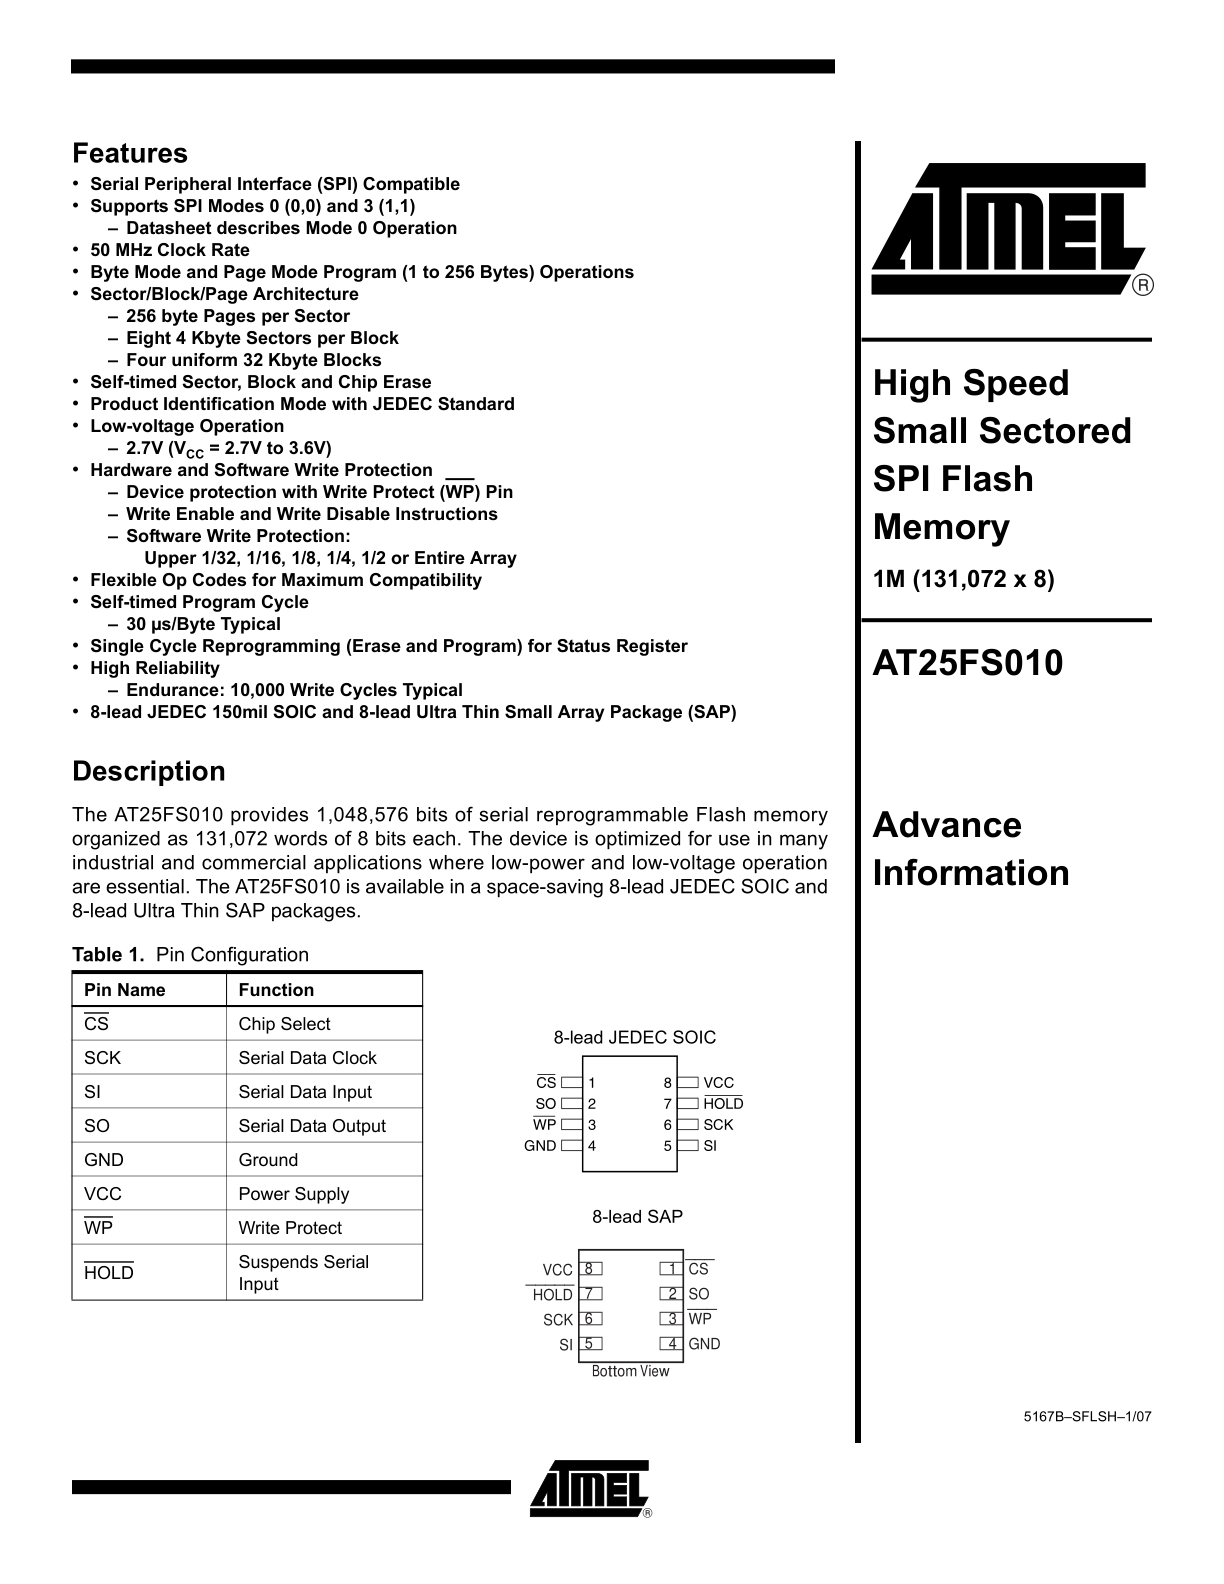 Features
• Serial Peripheral Interface (SPI) Compatible
• Supports SPI Modes 0 (0,0) and 3 (1,1)
– Datasheet describes Mode 0 Operation
• 50 MHz Clock Rate
• Byte Mode and Page Mode Program (1 to 256 Bytes) Operations
• Sector/Block/Page Architecture
– 256 byte Pages per Sector
– Eight 4 Kbyte Sectors per Block
– Four uniform 32 Kbyte Blocks
• Self-timed Sector, Block and Chip Erase
• Product Identification Mode with JEDEC Standard
• Low-voltage Operation
– 2.7V (VCC = 2.7V to 3.6V)
• Hardware and Software Write Protection
– Device protection with Write Protect (WP) Pin
– Write Enable and Write Disable Instructions
– Software Write Protection:
Upper 1/32, 1/16, 1/8, 1/4, 1/2 or Entire Array
• Flexible Op Codes for Maximum Compatibility
• Self-timed Program Cycle
– 30 µs/Byte Typical
• Single Cycle Reprogramming (Erase and Program) for Status Register
• High Reliability
– Endurance: 10,000 Write Cycles Typical
• 8-lead JEDEC 150mil SOIC and 8-lead Ultra Thin Small Array Package (SAP)
Description
The AT25FS010 provides 1,048,576 bits of serial reprogrammable Flash memory
organized as 131,072 words of 8 bits each. The device is optimized for use in many
industrial and commercial applications where low-power and low-voltage operation
are essential. The AT25FS010 is available in a space-saving 8-lead JEDEC SOIC and
8-lead Ultra Thin SAP packages.
Table 1. Pin Configuration
Pin Name Function
CS Chip Select
SCK Serial Data Clock
SI Serial Data Input
SO Serial Data Output
GND Ground
VCC Power Supply
WP Write Protect
HOLD Suspends Serial
Input
8-lead JEDEC SOIC
CS 1 8 VCC
SO 2 7 HOLD
WP 3 6 SCK
GND 4 5 SI
8-lead SAP
VCC 8 1 CS
HOLD 7 2 SO
SCK 6 3 WP
SI 5 4 GND
Bottom View
ATMEL ®
High Speed
Small Sectored
SPI Flash
Memory
1M (131,072 x 8)
AT25FS010
Advance
Information
5167B–SFLSH–1/07
ATMEL ®